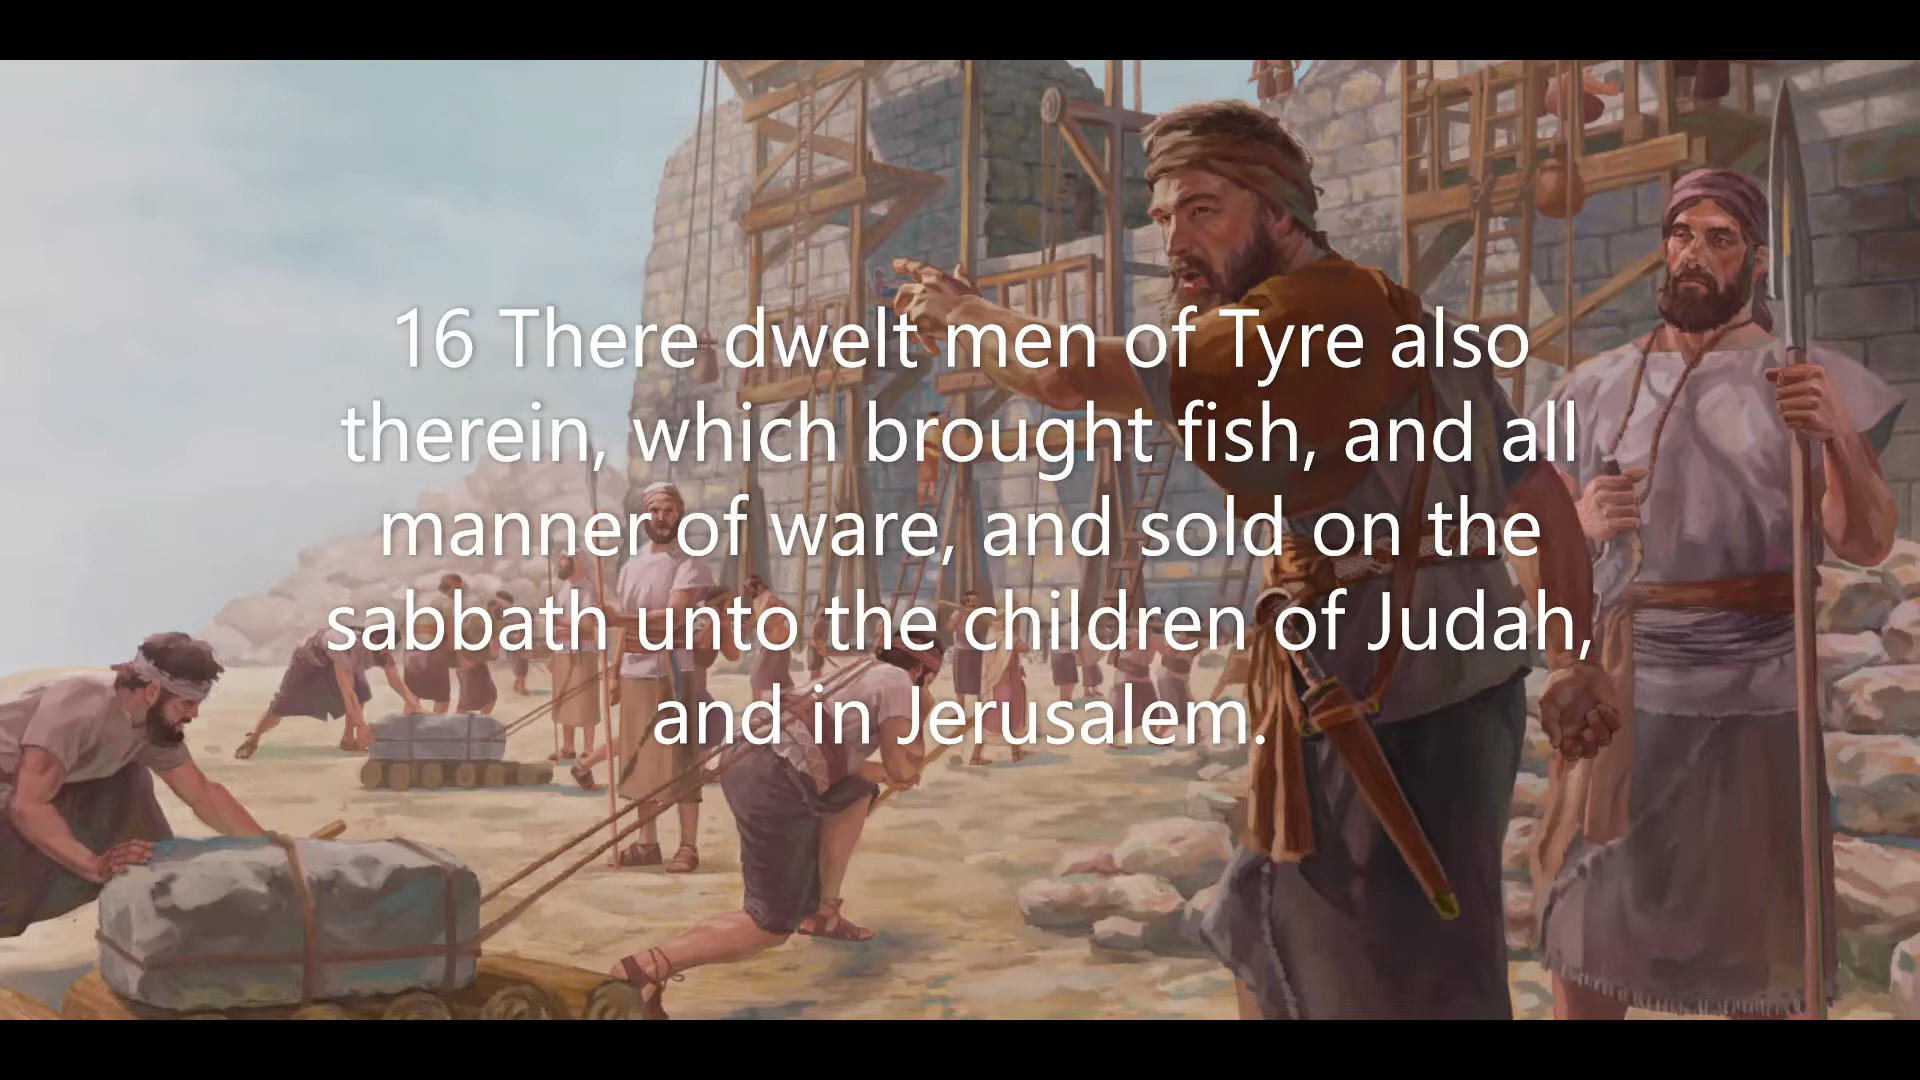 16 There dwelt men of Tyre also
therein, which brought fish, and all
manner of ware, and sold on the
sabbath unto the children of Judah,
and in Jerusalem.